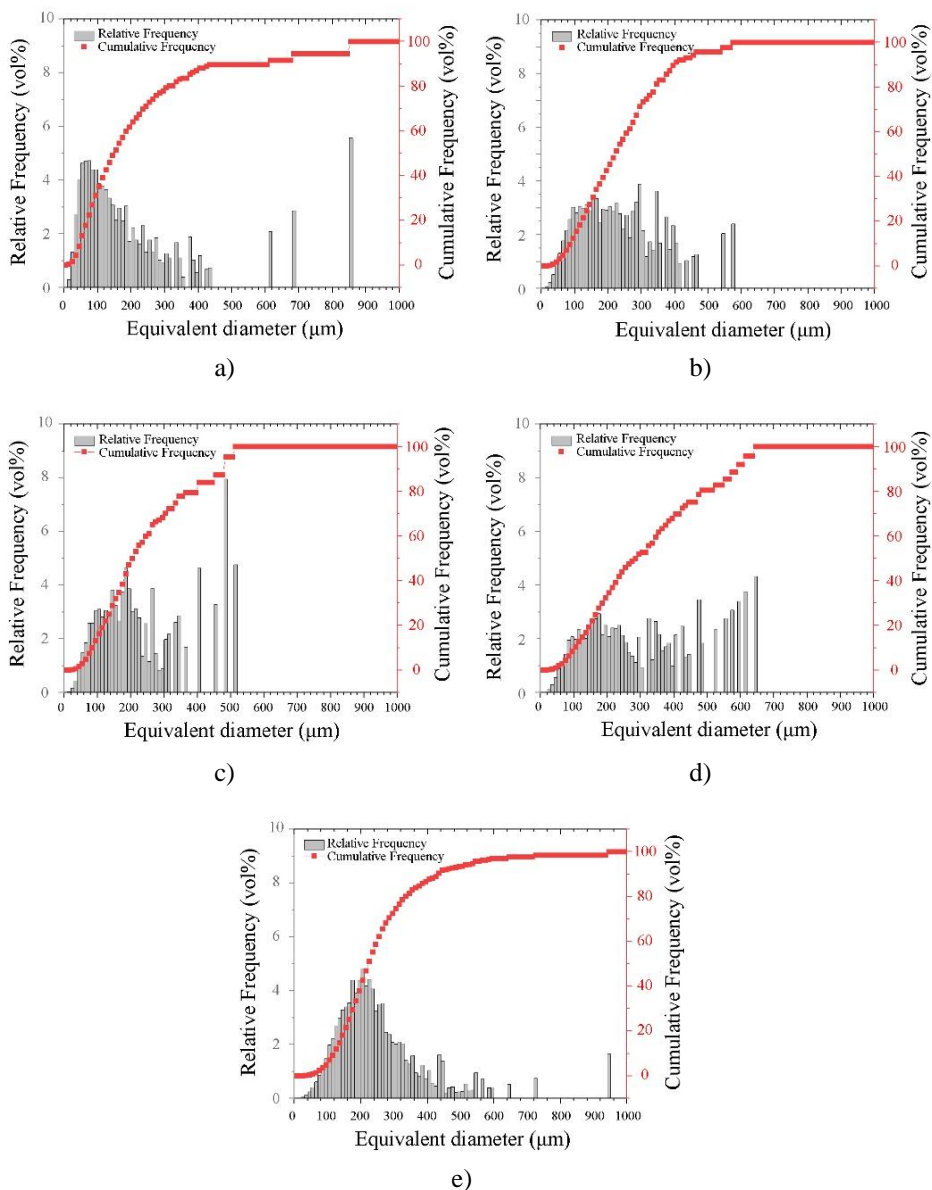 10
8
6
4
2
0
Relative Frequency (vol%)
Relative Frequency
Cumulative Frequency
100
80
60
40
20
0
Cumulative Frequency (vol%)
0 100 200 300 400 500 600 700 800 900 1000
Equivalent diameter (μm)
a)
10
8
6
4
2
0
Relative Frequency (vol%)
Relative Frequency
Cumulative Frequency
100
80
60
40
20
0
Cumulative Frequency (vol%)
0 100 200 300 400 500 600 700 800 900 1000
Equivalent diameter (μm)
b)
10
8
6
4
2
0
Relative Frequency (vol%)
Relative Frequency
Cumulative Frequency
100
80
60
40
20
0
Cumulative Frequency (vol%)
0 100 200 300 400 500 600 700 800 900 1000
Equivalent diameter (μm)
c)
10
8
6
4
2
0
Relative Frequency (vol%)
Relative Frequency
Cumulative Frequency
100
80
60
40
20
0
Cumulative Frequency (vol%)
0 100 200 300 400 500 600 700 800 900 1000
Equivalent diameter (μm)
d)
10
8
6
4
2
0
Relative Frequency (vol%)
Relative Frequency
Cumulative Frequency
100
80
60
40
20
0
Cumulative Frequency (vol%)
0 100 200 300 400 500 600 700 800 900 1000
Equivalent diameter (μm)
e)